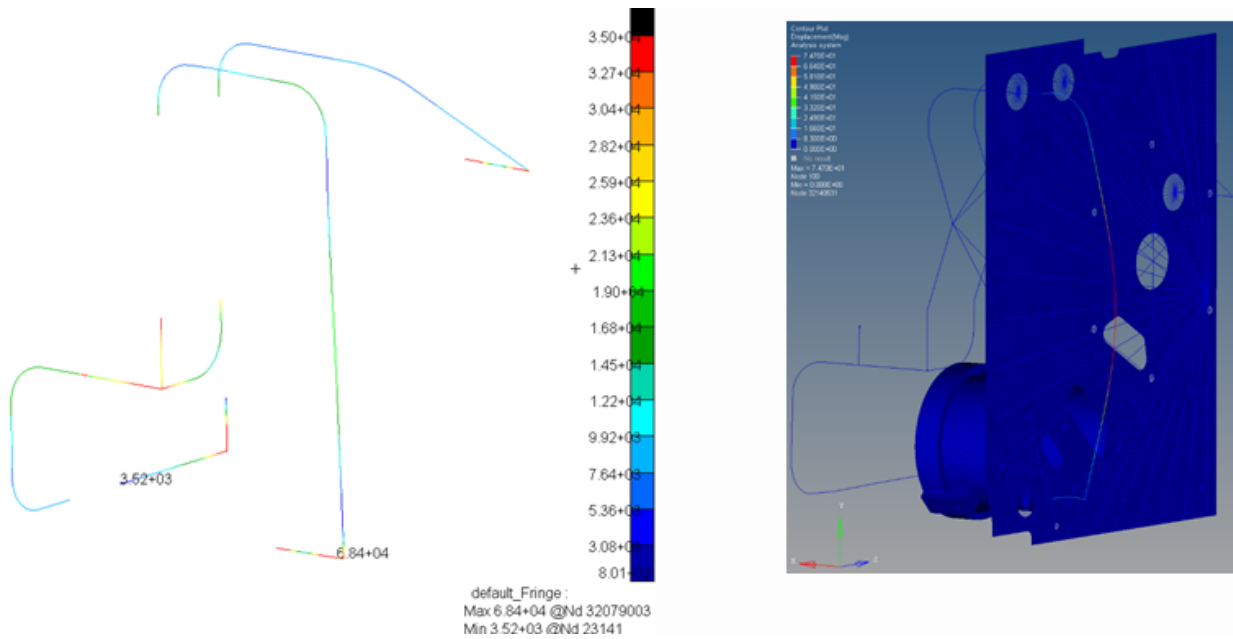 3.50+04
3.27+04
3.04+04
2.82+04
2.59+04
2.36+04
2.13+04
1.90+04
1.68+04
1.45+04
1.22+04
9.92+03
7.64+03
5.36+03
3.08+03
8.01+02
3.52+03
6.84+04
default_Fringe :
Max 6.84+04 @Nd 32079003
Min 3.52+03 @Nd 23141
Contour Plot
Displacement(Mag)
Analysis system
7.470E+01
6.640E+01
5.810E+01
4.980E+01
4.150E+01
3.320E+01
2.490E+01
1.660E+01
8.300E+00
0.000E+00
No result
Max = 7.470E+01
Node 100
Min = 0.000E+00
Y
X
Z